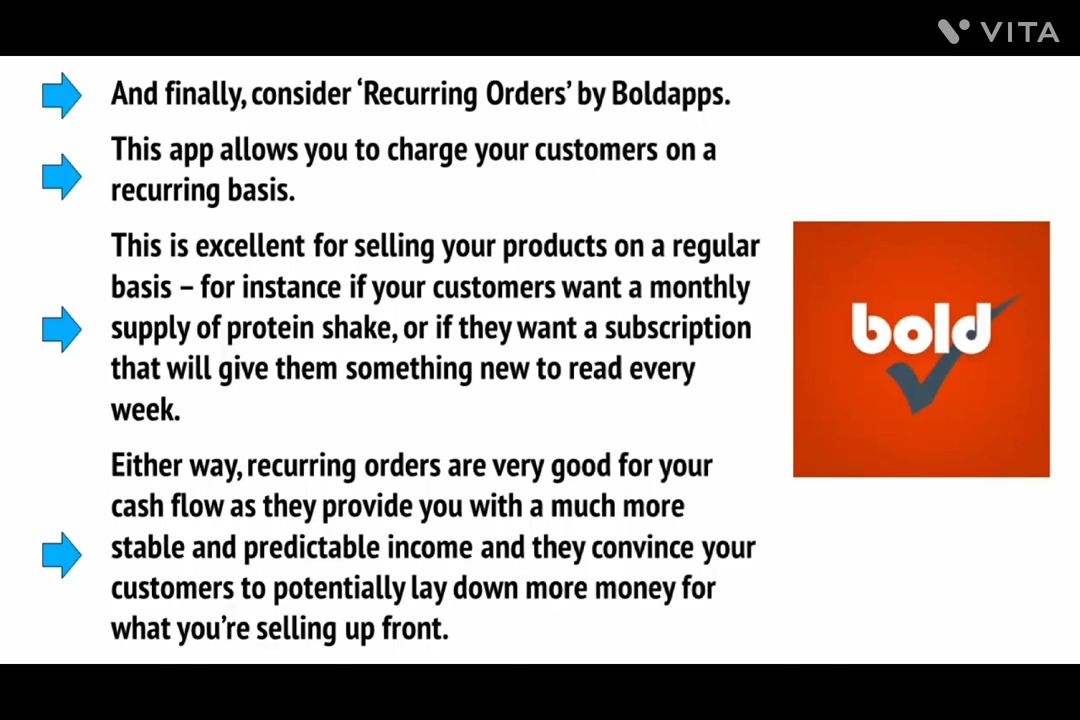 VITA
And finally, consider ‘Recurring Orders’ by Boldapps.
This app allows you to charge your customers on a
recurring basis.
This is excellent for selling your products on a regular
basis – for instance if your customers want a monthly
supply of protein shake, or if they want a subscription
that will give them something new to read every
week.
Either way, recurring orders are very good for your
cash flow as they provide you with a much more
stable and predictable income and they convince your
customers to potentially lay down more money for
what you’re selling up front.
bold